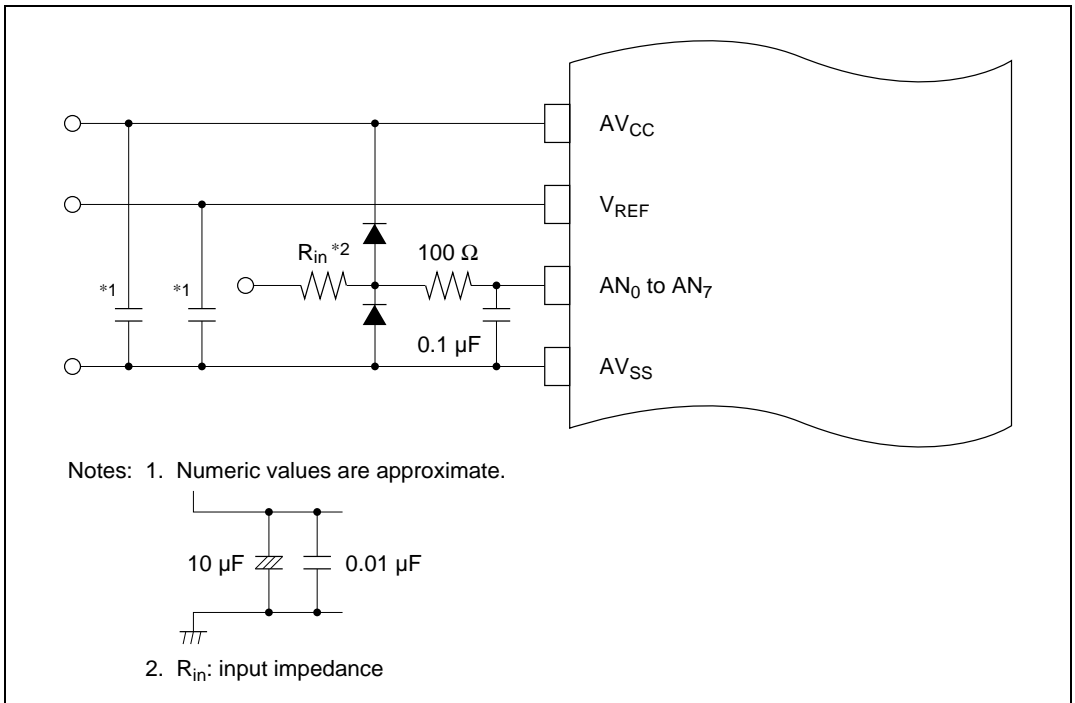 AVCC
VREF
Rin *2
100 Ω
*1
*1
AN0 to AN7
0.1 µF
AVSS
Notes: 1. Numeric values are approximate.
10 µF
0.01 µF
2. Rin: input impedance